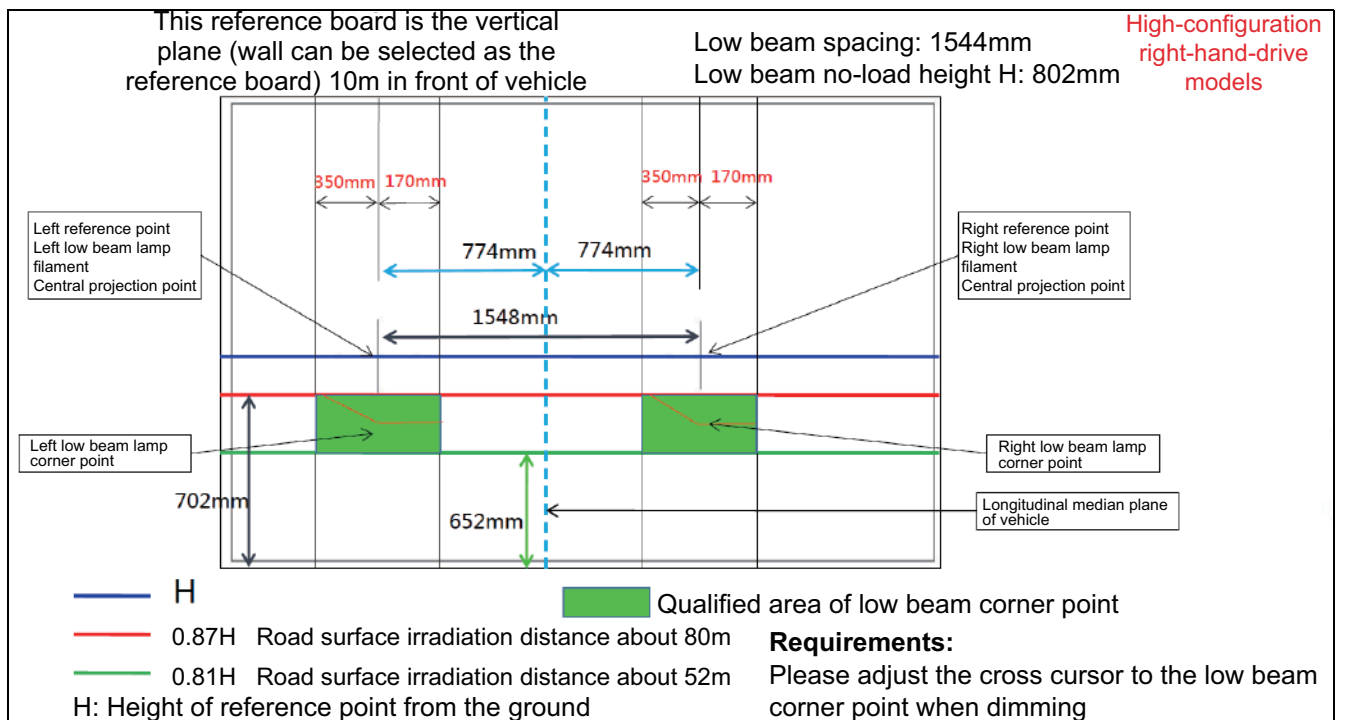 This reference board is the vertical
plane (wall can be selected as the
reference board) 10m in front of vehicle
Low beam spacing: 1544mm
Low beam no-load height H: 802mm
High-configuration
right-hand-drive
models
350mm
170mm
350mm
170mm
Left reference point
Left low beam lamp
filament
Central projection point
774mm
774mm
Right reference point
Right low beam lamp
filament
Central projection point
1548mm
Left low beam lamp
corner point
Right low beam lamp
corner point
702mm
652mm
Longitudinal median plane
of vehicle
H
Qualified area of low beam corner point
0.87H Road surface irradiation distance about 80m
0.81H Road surface irradiation distance about 52m
H: Height of reference point from the ground
Requirements:
Please adjust the cross cursor to the low beam
corner point when dimming